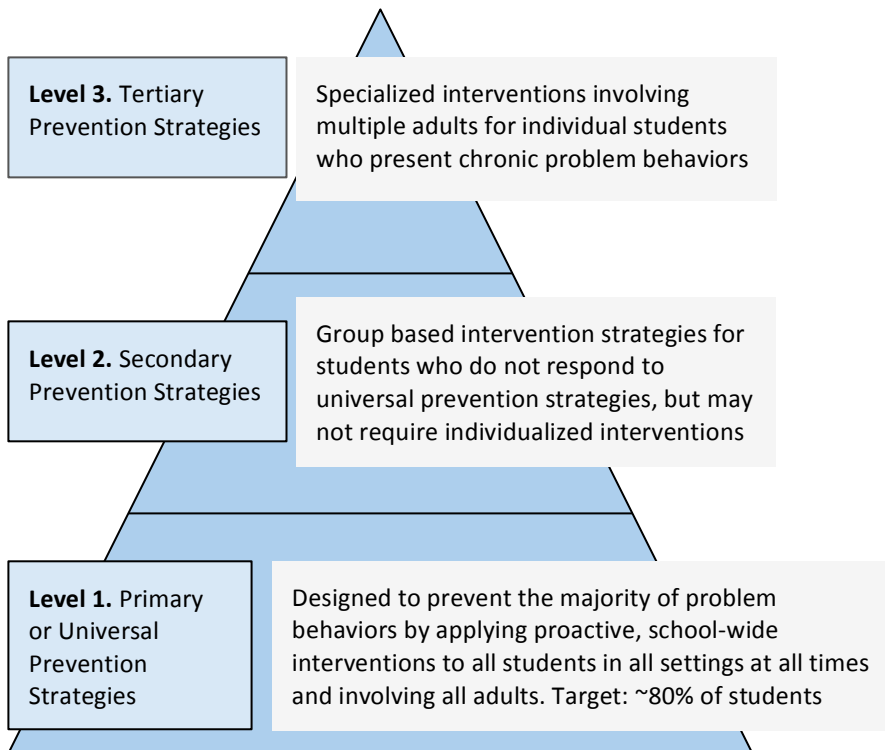 Level 3. Tertiary
Prevention Strategies
Specialized interventions involving
multiple adults for individual students
who present chronic problem behaviors
Level 2. Secondary
Prevention Strategies
Group based intervention strategies for
students who do not respond to
universal prevention strategies, but may
not require individualized interventions
Level 1. Primary
or Universal
Prevention
Strategies
Designed to prevent the majority of problem
behaviors by applying proactive, school-wide
interventions to all students in all settings at all times
and involving all adults. Target: ~80% of students